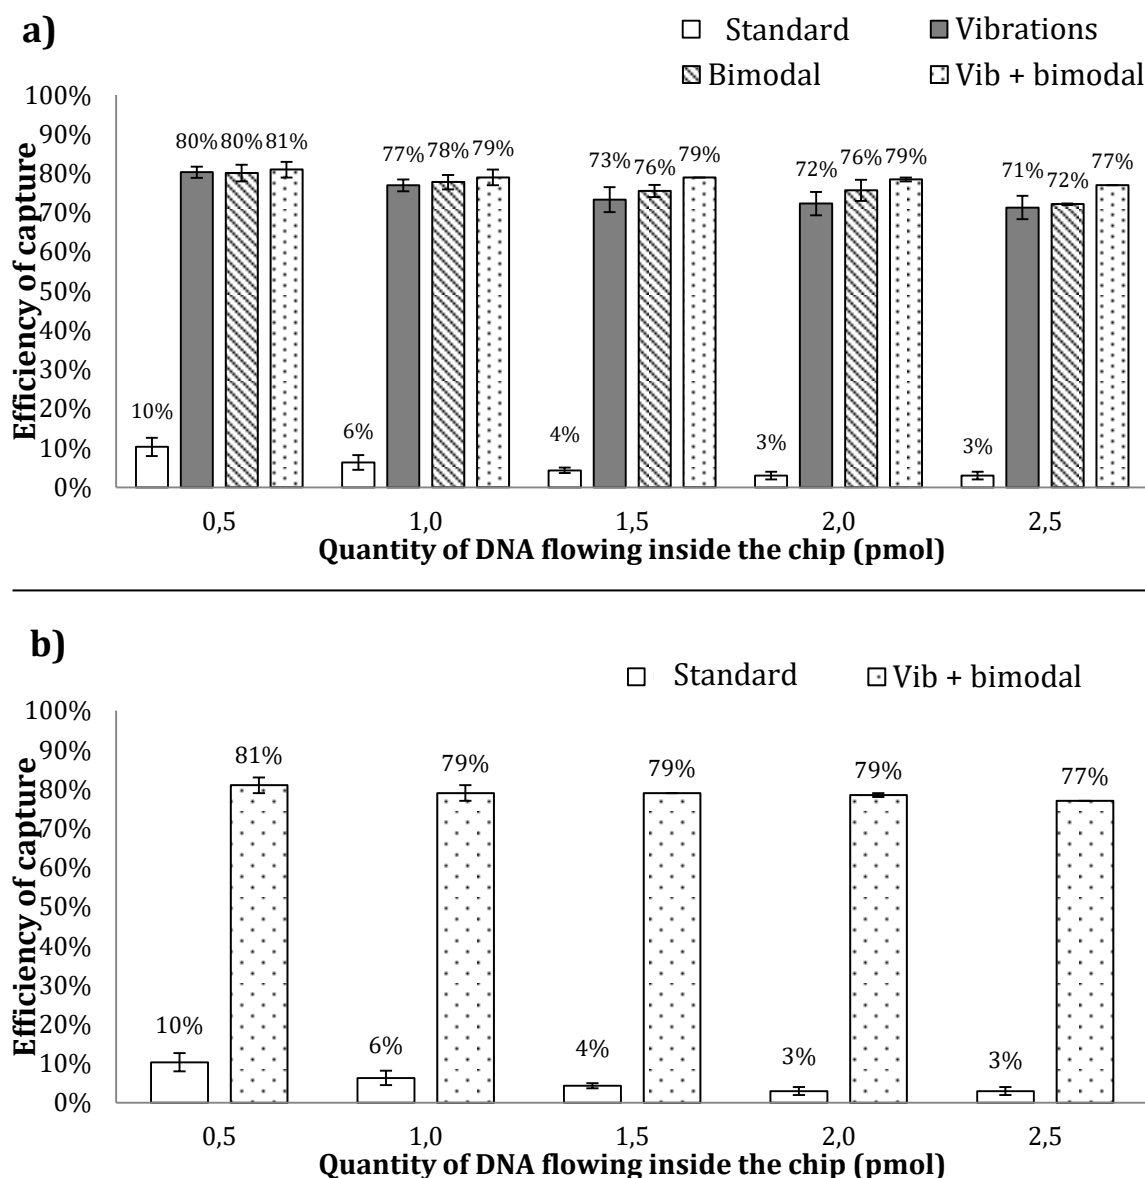 a)
Standard
Vibrations
Bimodal
Vib + bimodal
Efficiency of capture
100%
90%
80%
70%
60%
50%
40%
30%
20%
10%
0%
10% 80% 80% 81%
6% 77% 78% 79%
4% 73% 76% 79%
3% 72% 76% 79%
3% 71% 72% 77%
0,5 1,0 1,5 2,0 2,5
Quantity of DNA flowing inside the chip (pmol)
b)
Standard
Vib + bimodal
Efficiency of capture
100%
90%
80%
70%
60%
50%
40%
30%
20%
10%
0%
10% 81%
6% 79%
4% 79%
3% 79%
3% 77%
0,5 1,0 1,5 2,0 2,5
Quantity of DNA flowing inside the chip (pmol)